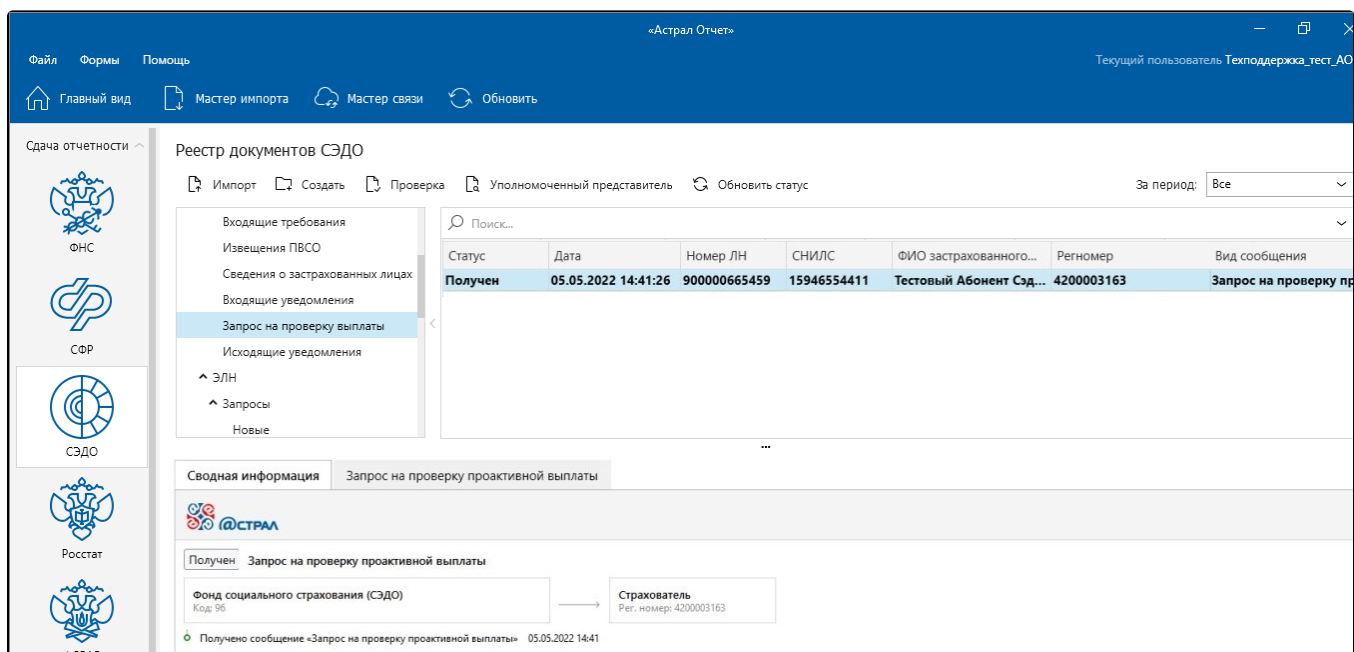 «Астрал Отчет»
Файл Формы Помощь
Текущий пользователь Техподдержка_тест_АО
Главный вид Мастер импорта Мастер связи Обновить
Сдача отчетности
ФНС
СФР
СЭДО
Росстат
Реестр документов СЭДО
Импорт Создать Проверка Уполномоченный представитель Обновить статус
За период: Все
Входящие требования
Извещения ПВСО
Сведения о застрахованных лицах
Входящие уведомления
Запрос на проверку выплаты
Исходящие уведомления
ЭЛН
Запросы
Новые
Поиск...
Статус Дата Номер ЛН СНИЛС ФИО застрахованного... Регномер Вид сообщения
Получен 05.05.2022 14:41:26 900000665459 15946554411 Тестовый Абонент Сэд... 4200003163 Запрос на проверку пр
...
Сводная информация Запрос на проверку проактивной выплаты
@СТРАЛ
Получен Запрос на проверку проактивной выплаты
Фонд социального страхования (СЭДО)
Код: 96
Страхователь
Рег. номер: 4200003163
Получено сообщение «Запрос на проверку проактивной выплаты» 05.05.2022 14:41